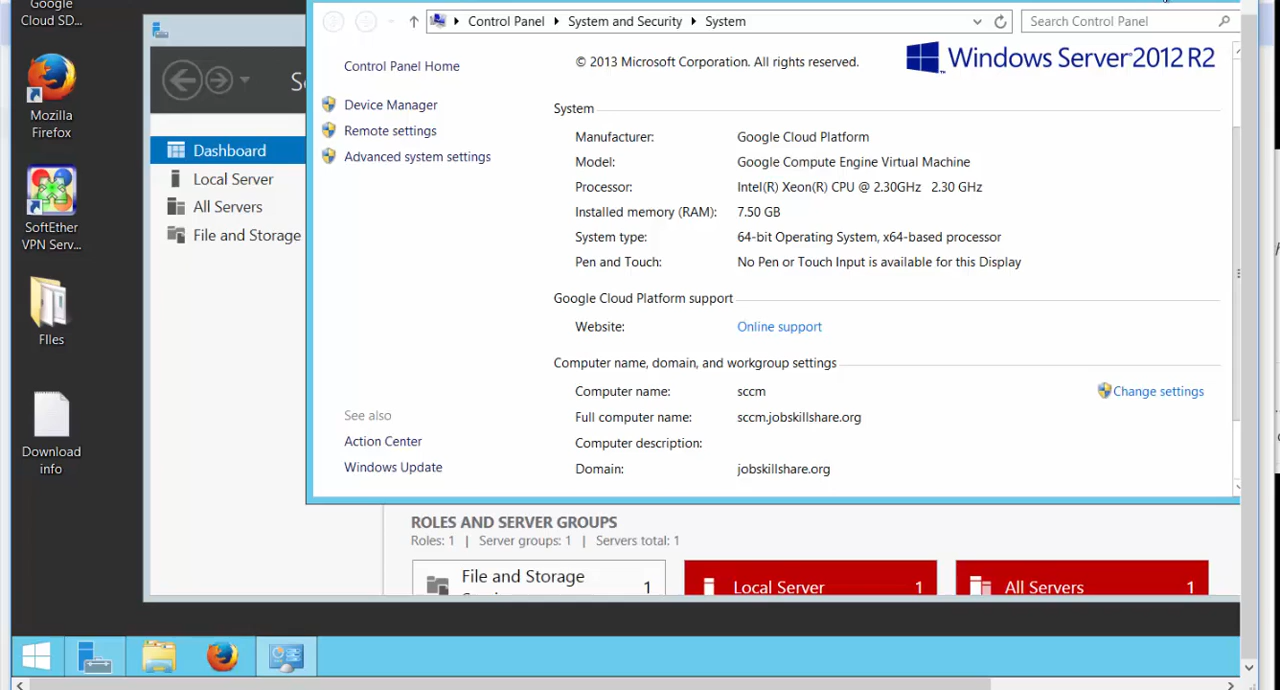 Google
Cloud SD...
Mozilla
Firefox
SoftEther
VPN Serv...
FIles
Download
info
Dashboard
Local Server
All Servers
File and Storage
Control Panel System and Security System
Search Control Panel
Control Panel Home
Device Manager
Remote settings
Advanced system settings
See also
Action Center
Windows Update
© 2013 Microsoft Corporation. All rights reserved.
Windows Server 2012 R2
System
Manufacturer: Google Cloud Platform
Model: Google Compute Engine Virtual Machine
Processor: Intel(R) Xeon(R) CPU @ 2.30GHz 2.30 GHz
Installed memory (RAM): 7.50 GB
System type: 64-bit Operating System, x64-based processor
Pen and Touch: No Pen or Touch Input is available for this Display
Google Cloud Platform support
Website: Online support
Computer name, domain, and workgroup settings
Computer name: sccm
Change settings
Full computer name: sccm.jobskillshare.org
Computer description:
Domain: jobskillshare.org
ROLES AND SERVER GROUPS
Roles: 1 | Server groups: 1 | Servers total: 1
File and Storage 1
Local Server 1
All Servers 1